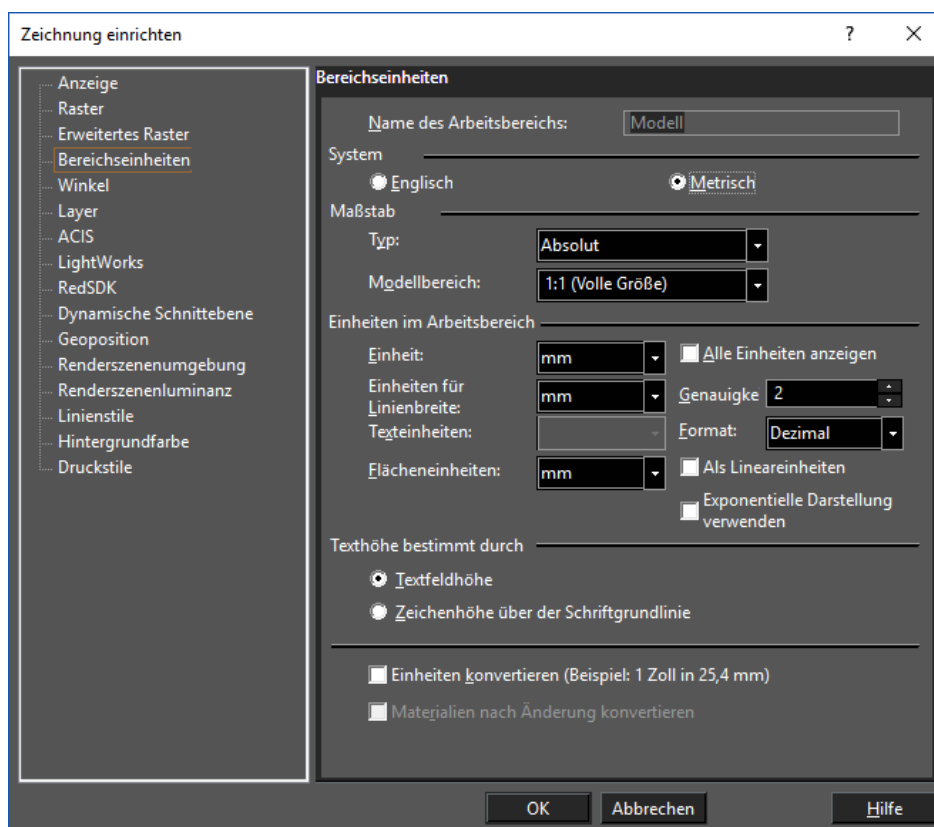 Zeichnung einrichten
?
Anzeige
Raster
Erweitertes Raster
Bereichseinheiten
Winkel
Layer
ACIS
LightWorks
RedSDK
Dynamische Schnittebene
Geoposition
Renderszenenumgebung
Renderszenenluminanz
Linienstile
Hintergrundfarbe
Druckstile
Bereichseinheiten
Name des Arbeitsbereichs: Modell
System
Englisch Metrisch
Maßstab
Typ: Absolut
Modellbereich: 1:1 (Volle Größe)
Einheiten im Arbeitsbereich
Einheit: mm Alle Einheiten anzeigen
Einheiten für
Linienbreite: mm Genauigke 2
Texteinheiten: Format: Dezimal
Flächeneinheiten: mm Als Lineareinheiten
Exponentielle Darstellung
verwenden
Texthöhe bestimmt durch
Textfeldhöhe
Zeichenhöhe über der Schriftgrundlinie
Einheiten konvertieren (Beispiel: 1 Zoll in 25,4 mm)
Materialien nach Änderung konvertieren
OK Abbrechen Hilfe